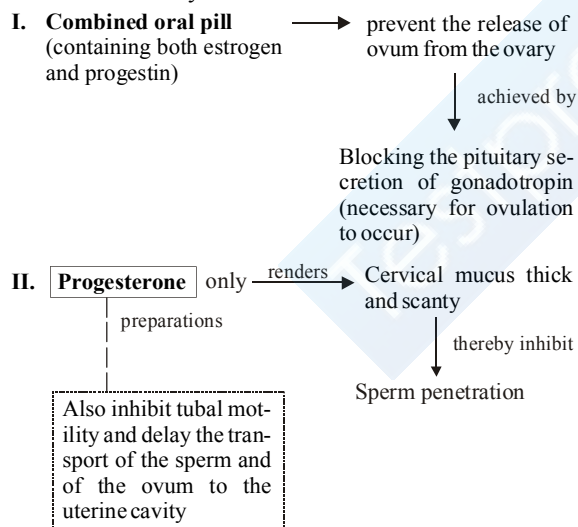 I. Combined oral pill
(containing both estrogen
and progestin)
prevent the release of
ovum from the ovary
achieved by
Blocking the pituitary se-
cretion of gonadotropin
(necessary for ovulation
to occur)
II. Progesterone only
renders
Cervical mucus thick
and scanty
preparations
thereby inhibit
Sperm penetration
Also inhibit tubal mot-
ility and delay the tran-
sport of the sperm and
of the ovum to the
uterine cavity